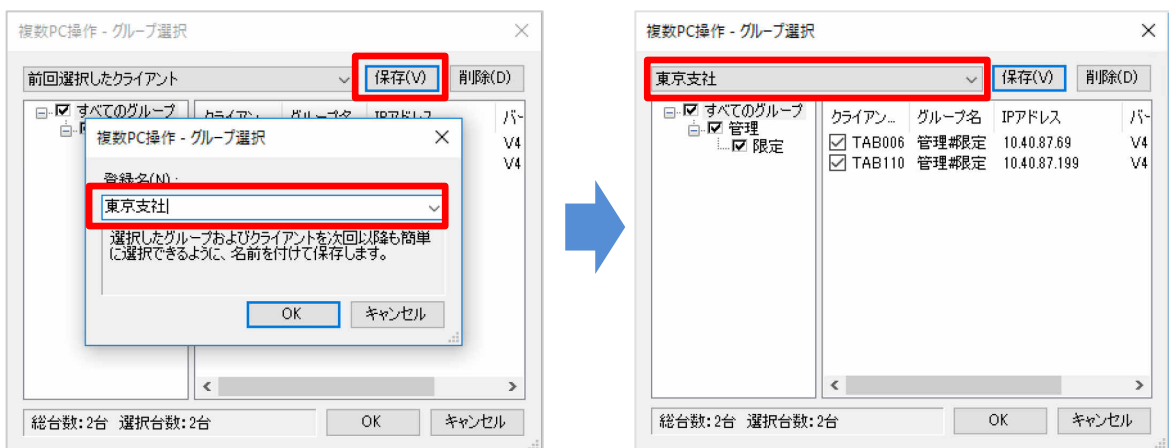 複数PC操作 - グループ選択
前回選択したクライアント
保存(V)
削除(D)
すべてのグループ
複数PC操作 - グループ選択
V4
V4
登録名(N) :
東京支社
選択したグループおよびクライアントを次回以降も簡単
に選択できるように、名前を付けて保存します。
OK
キャンセル
総台数: 2台 選択台数: 2台
OK
キャンセル
複数PC操作 - グループ選択
東京支社
保存(V)
削除(D)
すべてのグループ
管理
限定
クライアン... グループ名 IPアドレス バー
TAB006 管理#限定 10.40.87.69 V4
TAB110 管理#限定 10.40.87.199 V4
総台数: 2台 選択台数: 2台
OK
キャンセル